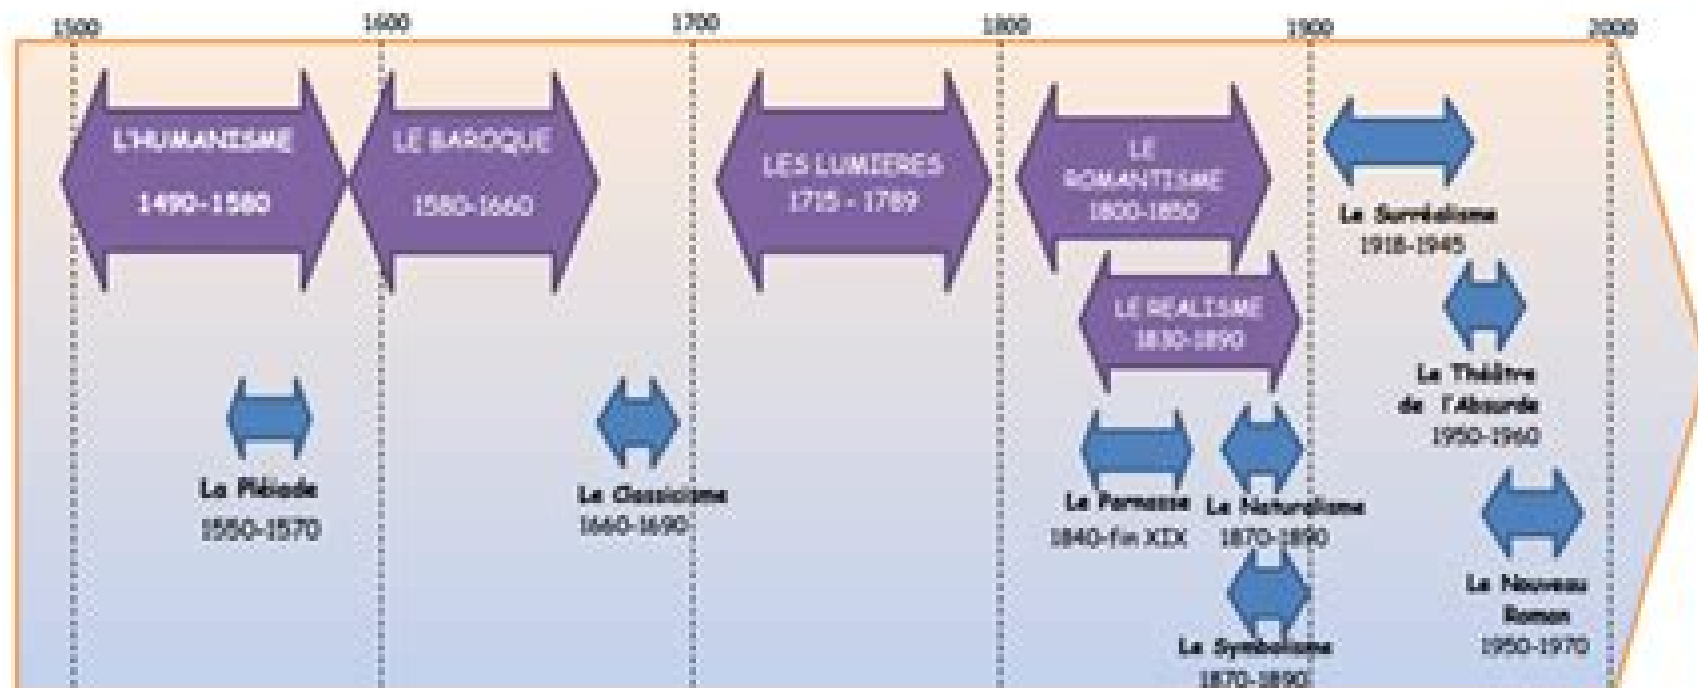 1500 1600 1700 1800 1900 2000
L'HUMANISME
1490-1580
LE BAROQUE
1580-1660
LES LUMIERES
1715 - 1789
LE
ROMANTISME
1800-1850
Le Surréalisme
1918-1945
LE REALISME
1830-1890
Le Théâtre
de l'Absurde
1950-1960
La Pléiade
1550-1570
Le Classicisme
1660-1690
Le Parnasse
1840-fin XIX
Le Naturalisme
1870-1890
Le Nouveau
Roman
1950-1970
Le Symbolisme
1870-1890